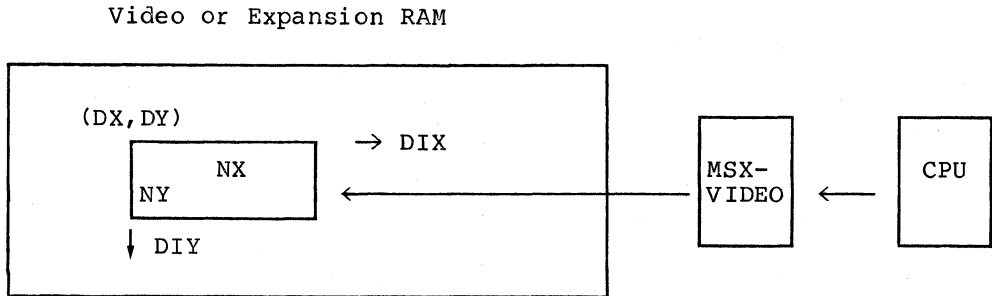 Video or Expansion RAM
(DX,DY)
→ DIX
NX
NY
DIY
MSX-
VIDEO
CPU